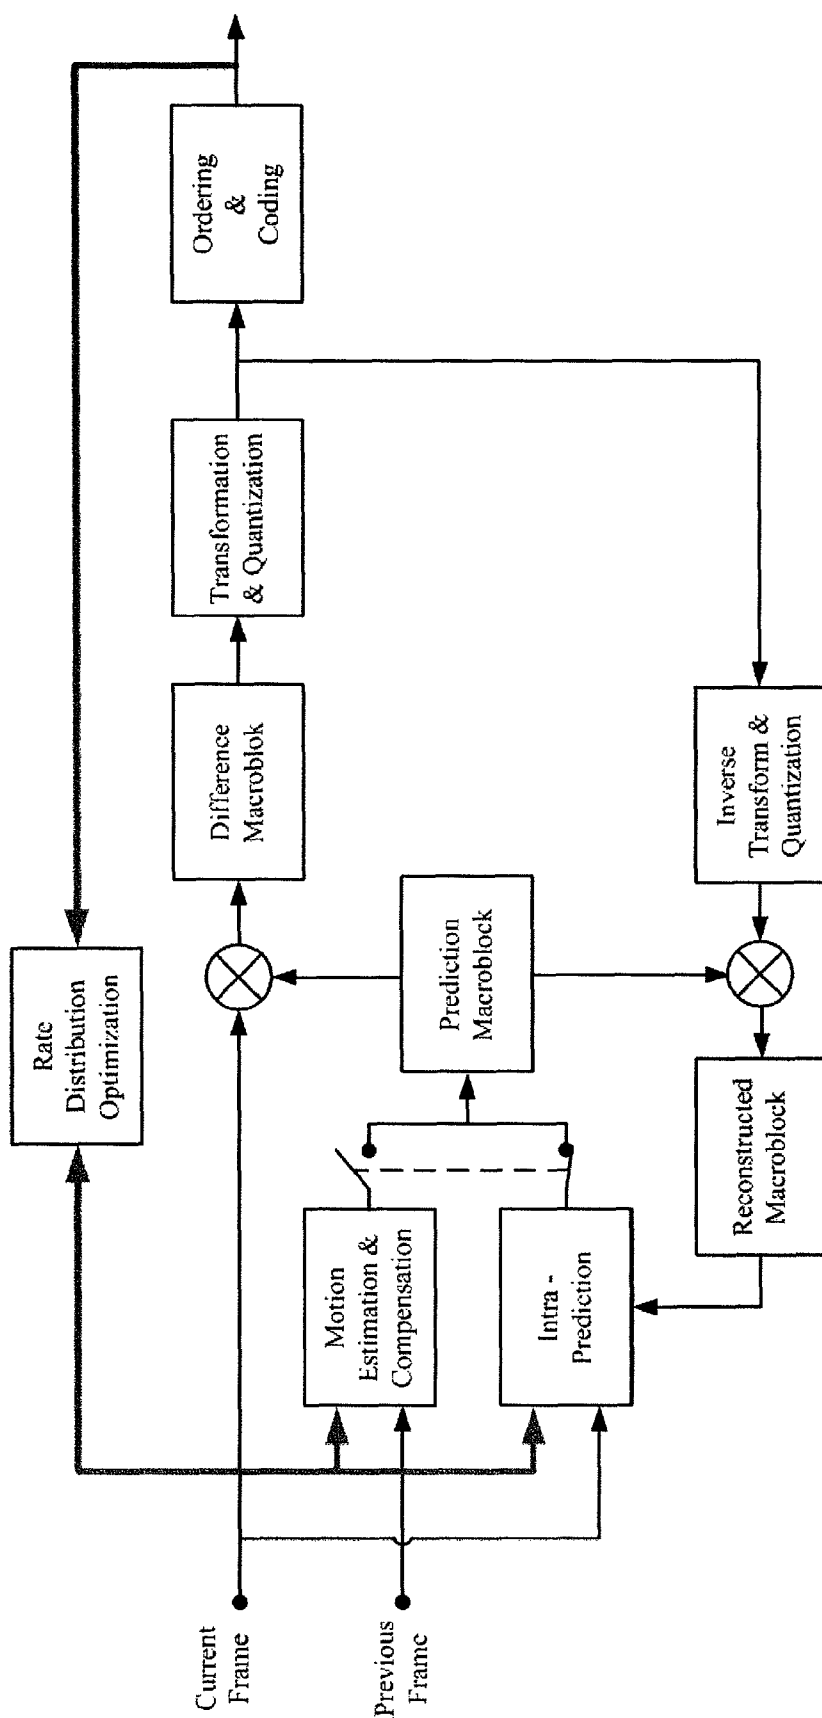 Rate
Distribution
Optimization
Current
Frame
Difference
Macroblok
Transformation
& Quantization
Ordering
&
Coding
Previous
Frame
Motion
Estimation &
Compensation
Prediction
Macroblock
Intra -
Prediction
Reconstructed
Macroblock
Inverse
Transform &
Quantization